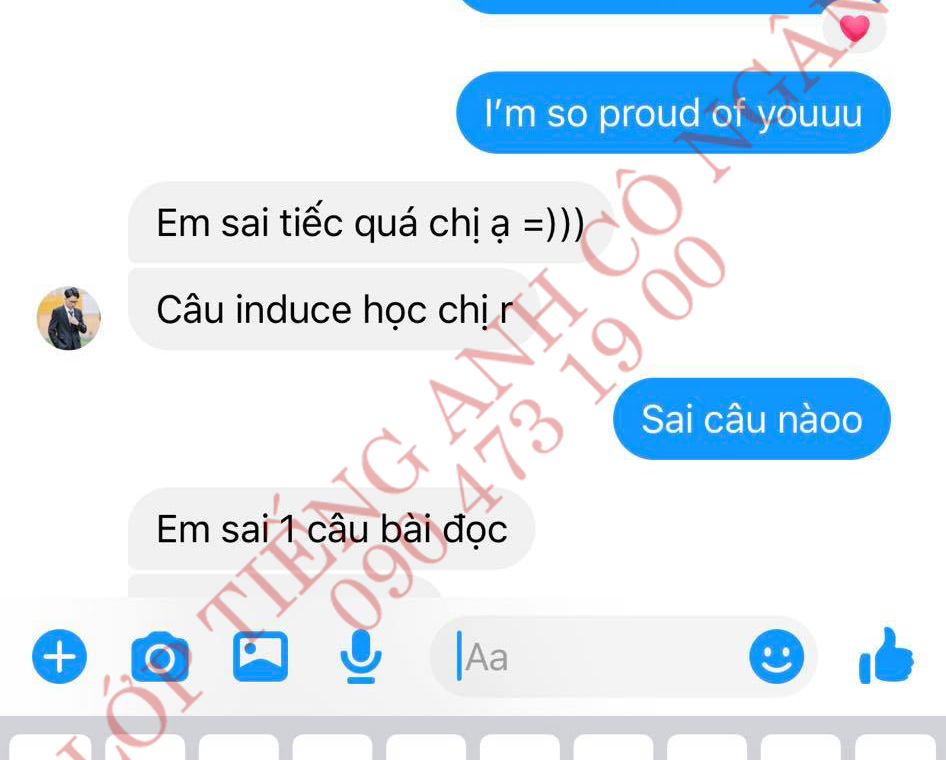 I'm so proud of youuu
Em sai tiếc quá chị ạ =)))
Câu induce học chị r
Sai câu nàoo
Em sai 1 câu bài đọc
Aa
LỚP TIẾNG ANH CÔ NGÂN
090 473 19 00